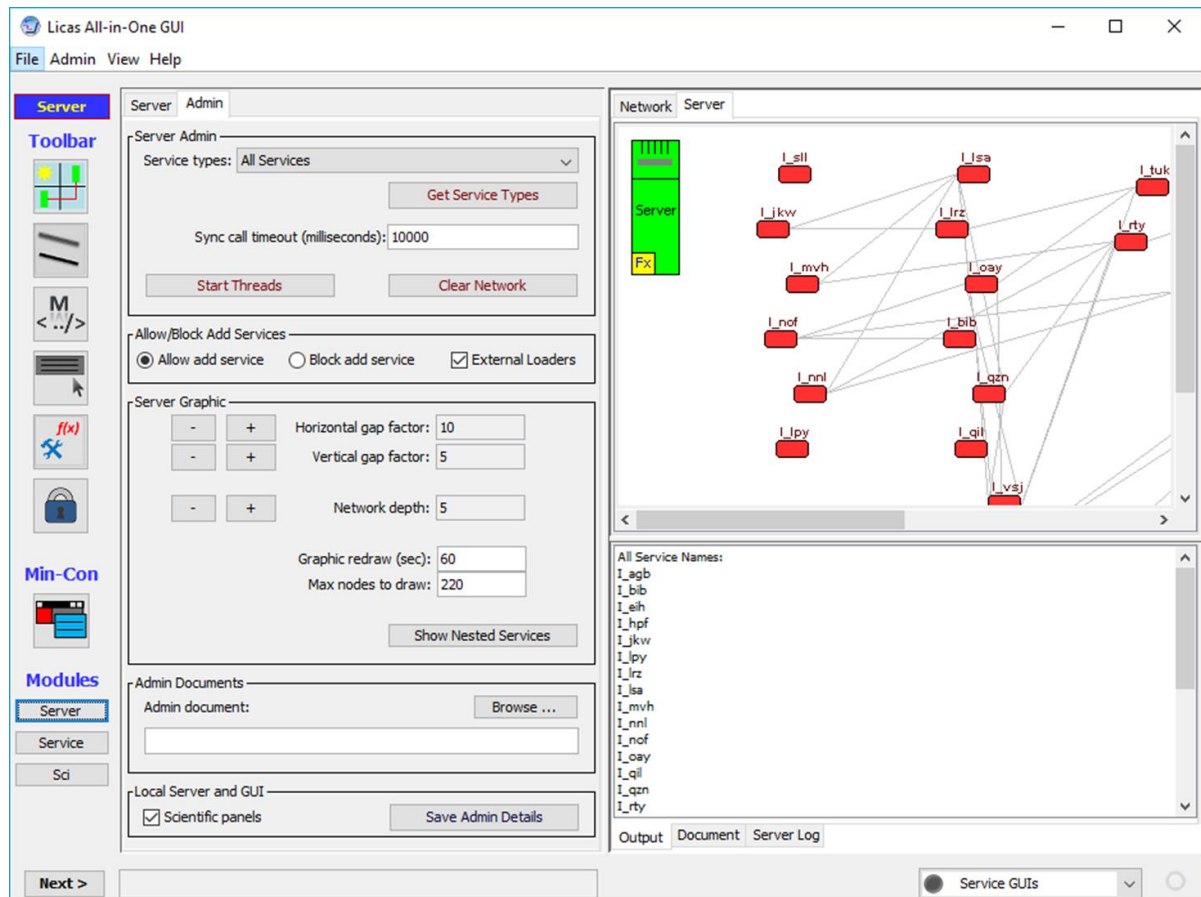 Licas All-in-One GUI
File Admin View Help
Server
Toolbar
M
< ../>
f(x)
Min-Con
Modules
Server
Service
Sci
Next >
Server Admin
Server Admin
Service types: All Services
Get Service Types
Sync call timeout (milliseconds): 10000
Start Threads Clear Network
Allow/Block Add Services
Allow add service Block add service External Loaders
Server Graphic
- + Horizontal gap factor: 10
- + Vertical gap factor: 5
- + Network depth: 5
Graphic redraw (sec): 60
Max nodes to draw: 220
Show Nested Services
Admin Documents
Admin document: Browse ...
Local Server and GUI
Scientific panels Save Admin Details
Network Server
Server
Fx
I_sll
I_lsa
I_tuk
I_jkw
I_lrz
I_rty
I_mvh
I_oay
I_nof
I_bib
I_nnl
I_qzn
I_lpy
I_qil
I_vsj
All Service Names:
I_agb
I_bib
I_eih
I_hpf
I_jkw
I_lpy
I_lrz
I_lsa
I_mvh
I_nnl
I_nof
I_oay
I_qil
I_qzn
I_rty
Output Document Server Log
Service GUIs